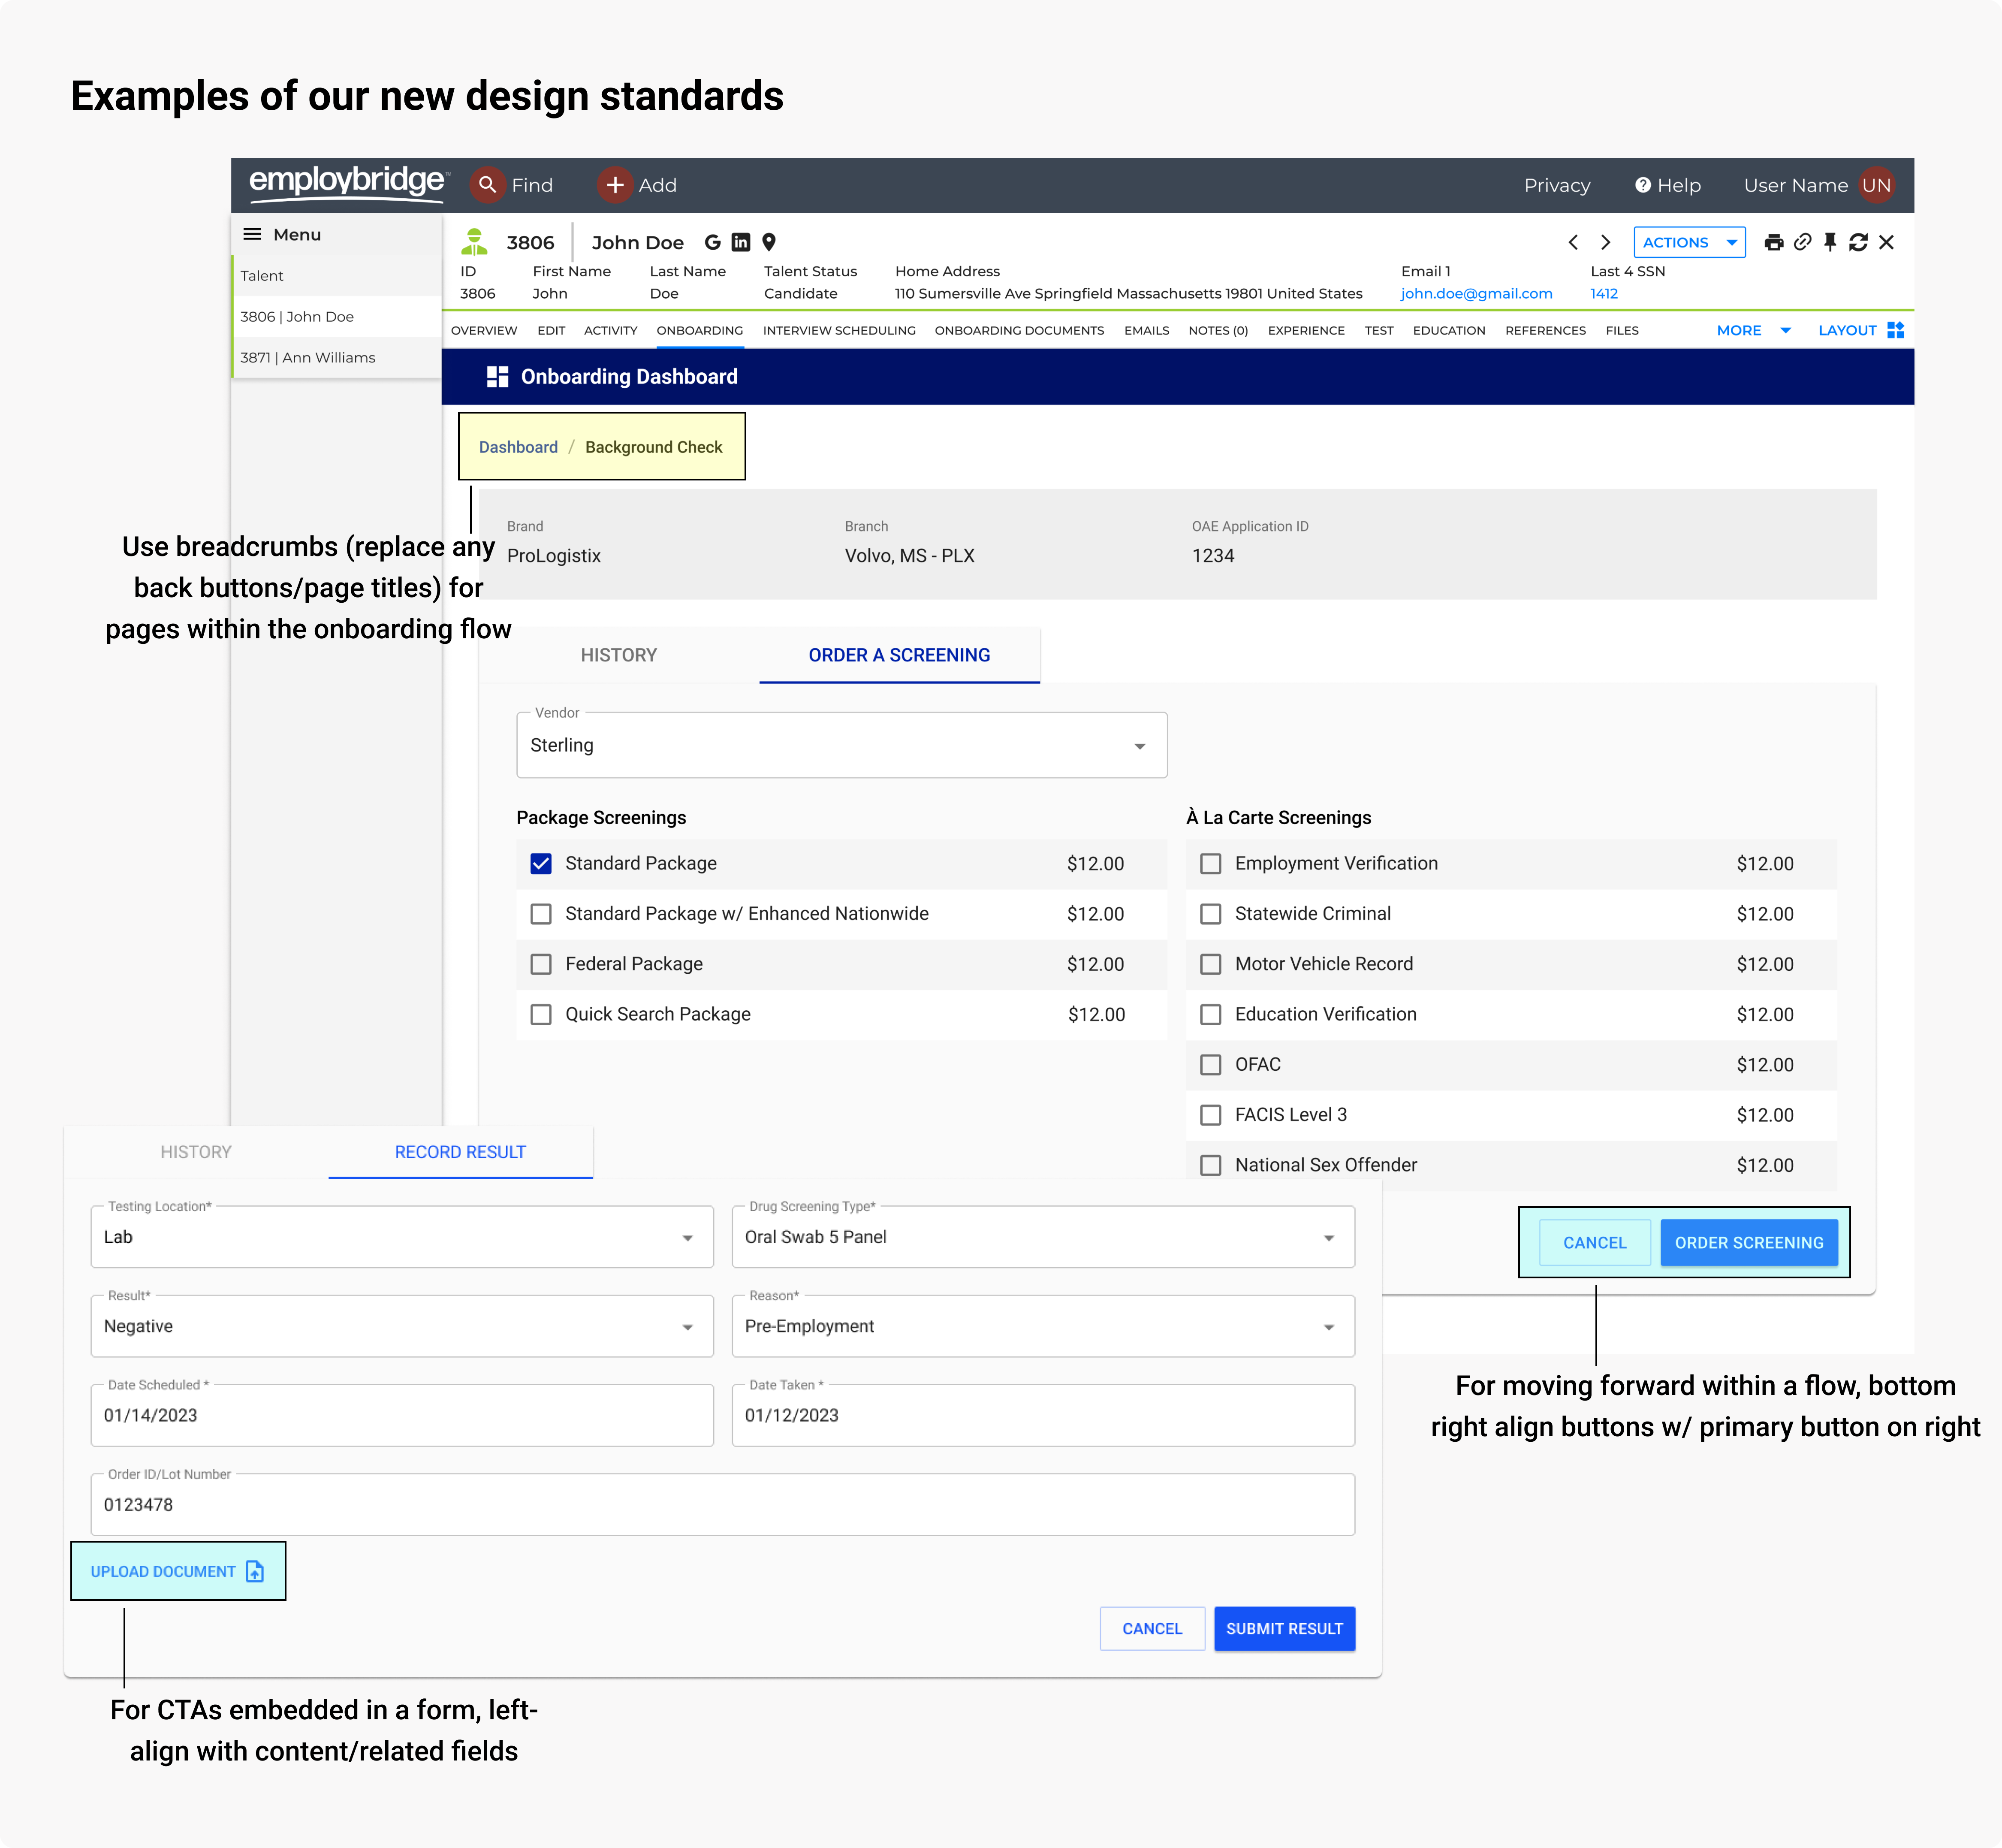 Examples of our new design standards
employbridge™ Find Add Privacy Help User Name UN
Menu
Talent
3806 | John Doe
3871 | Ann Williams
3806 John Doe ACTIONS
ID First Name Last Name Talent Status Home Address Email 1 Last 4 SSN
3806 John Doe Candidate 110 Sumersville Ave Springfield Massachusetts 19801 United States john.doe@gmail.com 1412
OVERVIEW EDIT ACTIVITY ONBOARDING INTERVIEW SCHEDULING ONBOARDING DOCUMENTS EMAILS NOTES (0) EXPERIENCE TEST EDUCATION REFERENCES FILES MORE LAYOUT
Onboarding Dashboard
Dashboard / Background Check
Use breadcrumbs (replace any
back buttons/page titles) for
pages within the onboarding flow
Brand Branch OAE Application ID
ProLogistix Volvo, MS - PLX 1234
HISTORY ORDER A SCREENING
Vendor
Sterling
Package Screenings
Standard Package $12.00
Standard Package w/ Enhanced Nationwide $12.00
Federal Package $12.00
Quick Search Package $12.00
À La Carte Screenings
Employment Verification $12.00
Statewide Criminal $12.00
Motor Vehicle Record $12.00
Education Verification $12.00
OFAC $12.00
FACIS Level 3 $12.00
National Sex Offender $12.00
CANCEL ORDER SCREENING
For moving forward within a flow, bottom
right align buttons w/ primary button on right
HISTORY RECORD RESULT
Testing Location* Drug Screening Type*
Lab Oral Swab 5 Panel
Result* Reason*
Negative Pre-Employment
Date Scheduled * Date Taken *
01/14/2023 01/12/2023
Order ID/Lot Number
0123478
UPLOAD DOCUMENT
CANCEL SUBMIT RESULT
For CTAs embedded in a form, left-
align with content/related fields